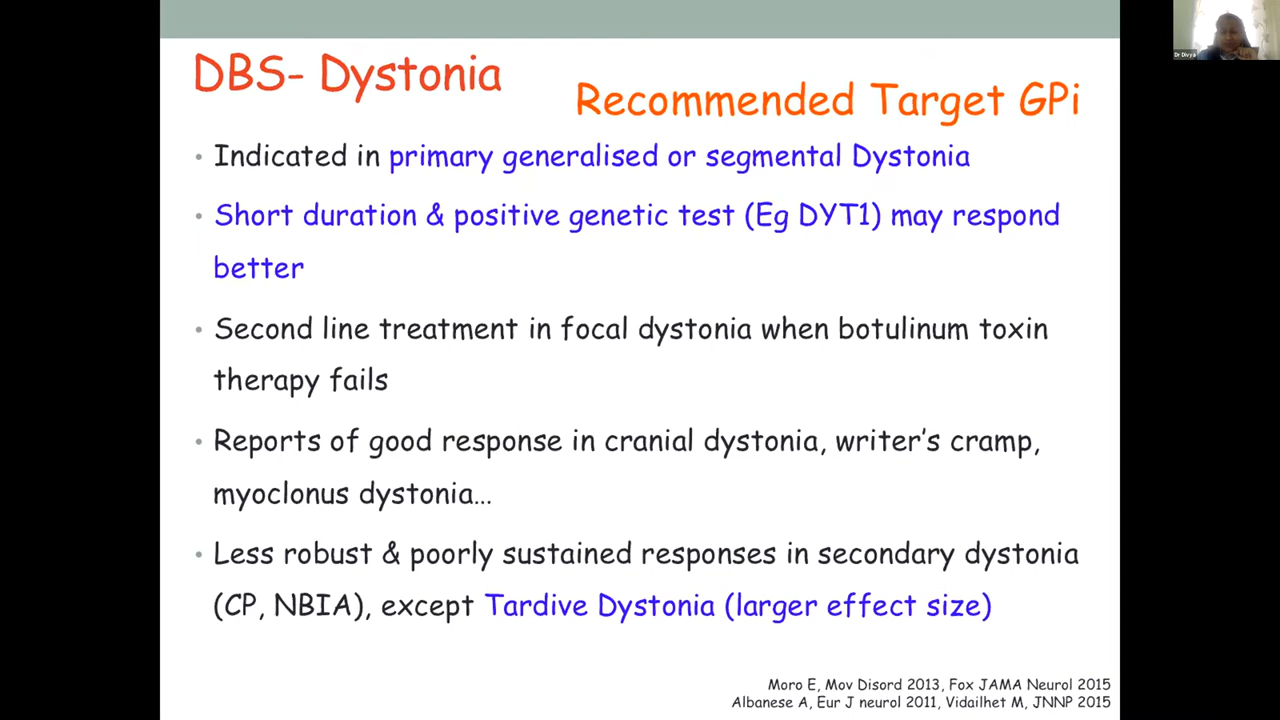 DBS- Dystonia
Recommended Target GPi
• Indicated in primary generalised or segmental Dystonia
• Short duration & positive genetic test (Eg DYT1) may respond
better
• Second line treatment in focal dystonia when botulinum toxin
therapy fails
• Reports of good response in cranial dystonia, writer's cramp,
myoclonus dystonia…
• Less robust & poorly sustained responses in secondary dystonia
(CP, NBIA), except Tardive Dystonia (larger effect size)
Moro E, Mov Disord 2013, Fox JAMA Neurol 2015
Albanese A, Eur J neurol 2011, Vidailhet M, JNNP 2015
Dr Divya